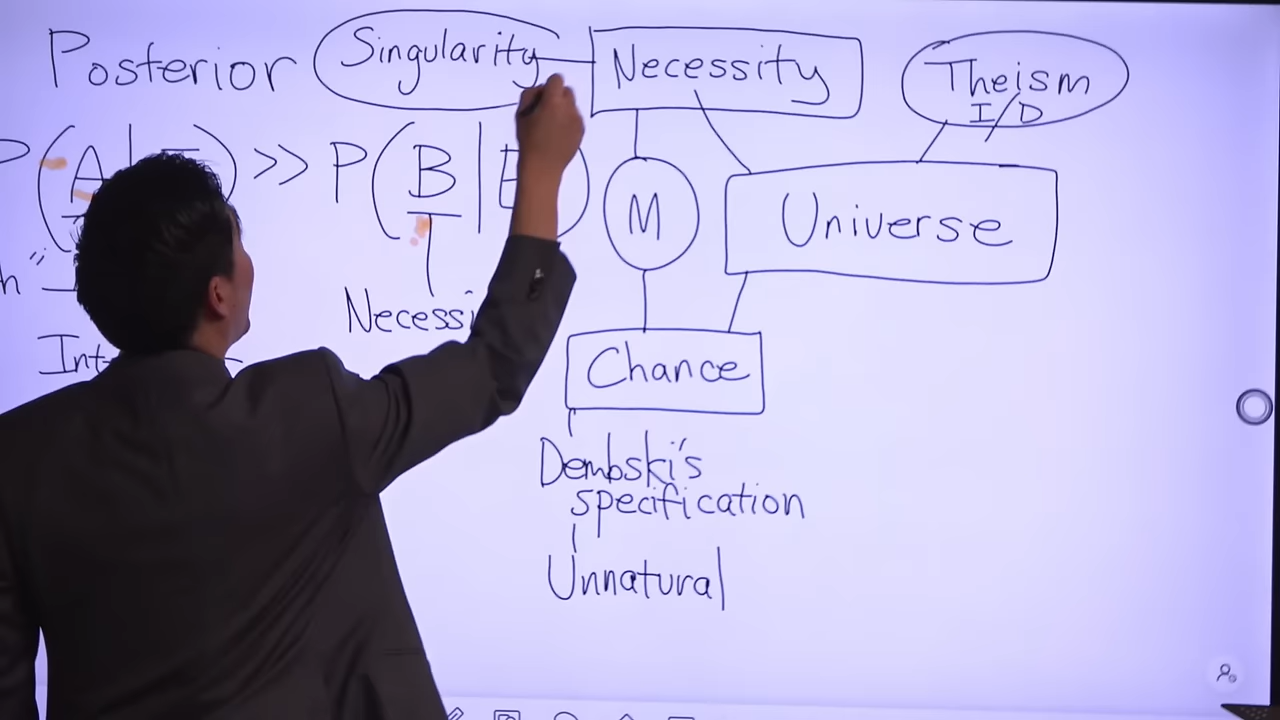 Posterior
Singularity
Necessity
Theism
I/D
P(A| ) >> P(B|E)
M
Universe
Necessi
Int
Chance
Dembski's
specification
Unnatural